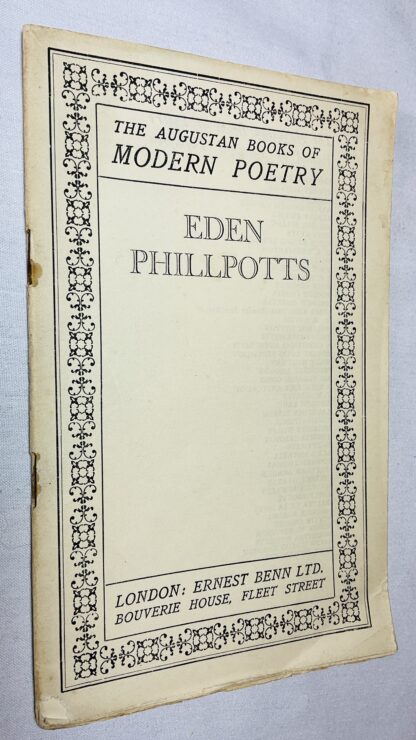 THE AUGUSTAN BOOKS OF
MODERN POETRY
EDEN
PHILLPOTTS
LONDON: ERNEST BENN LTD.
BOUVERIE HOUSE, FLEET STREET